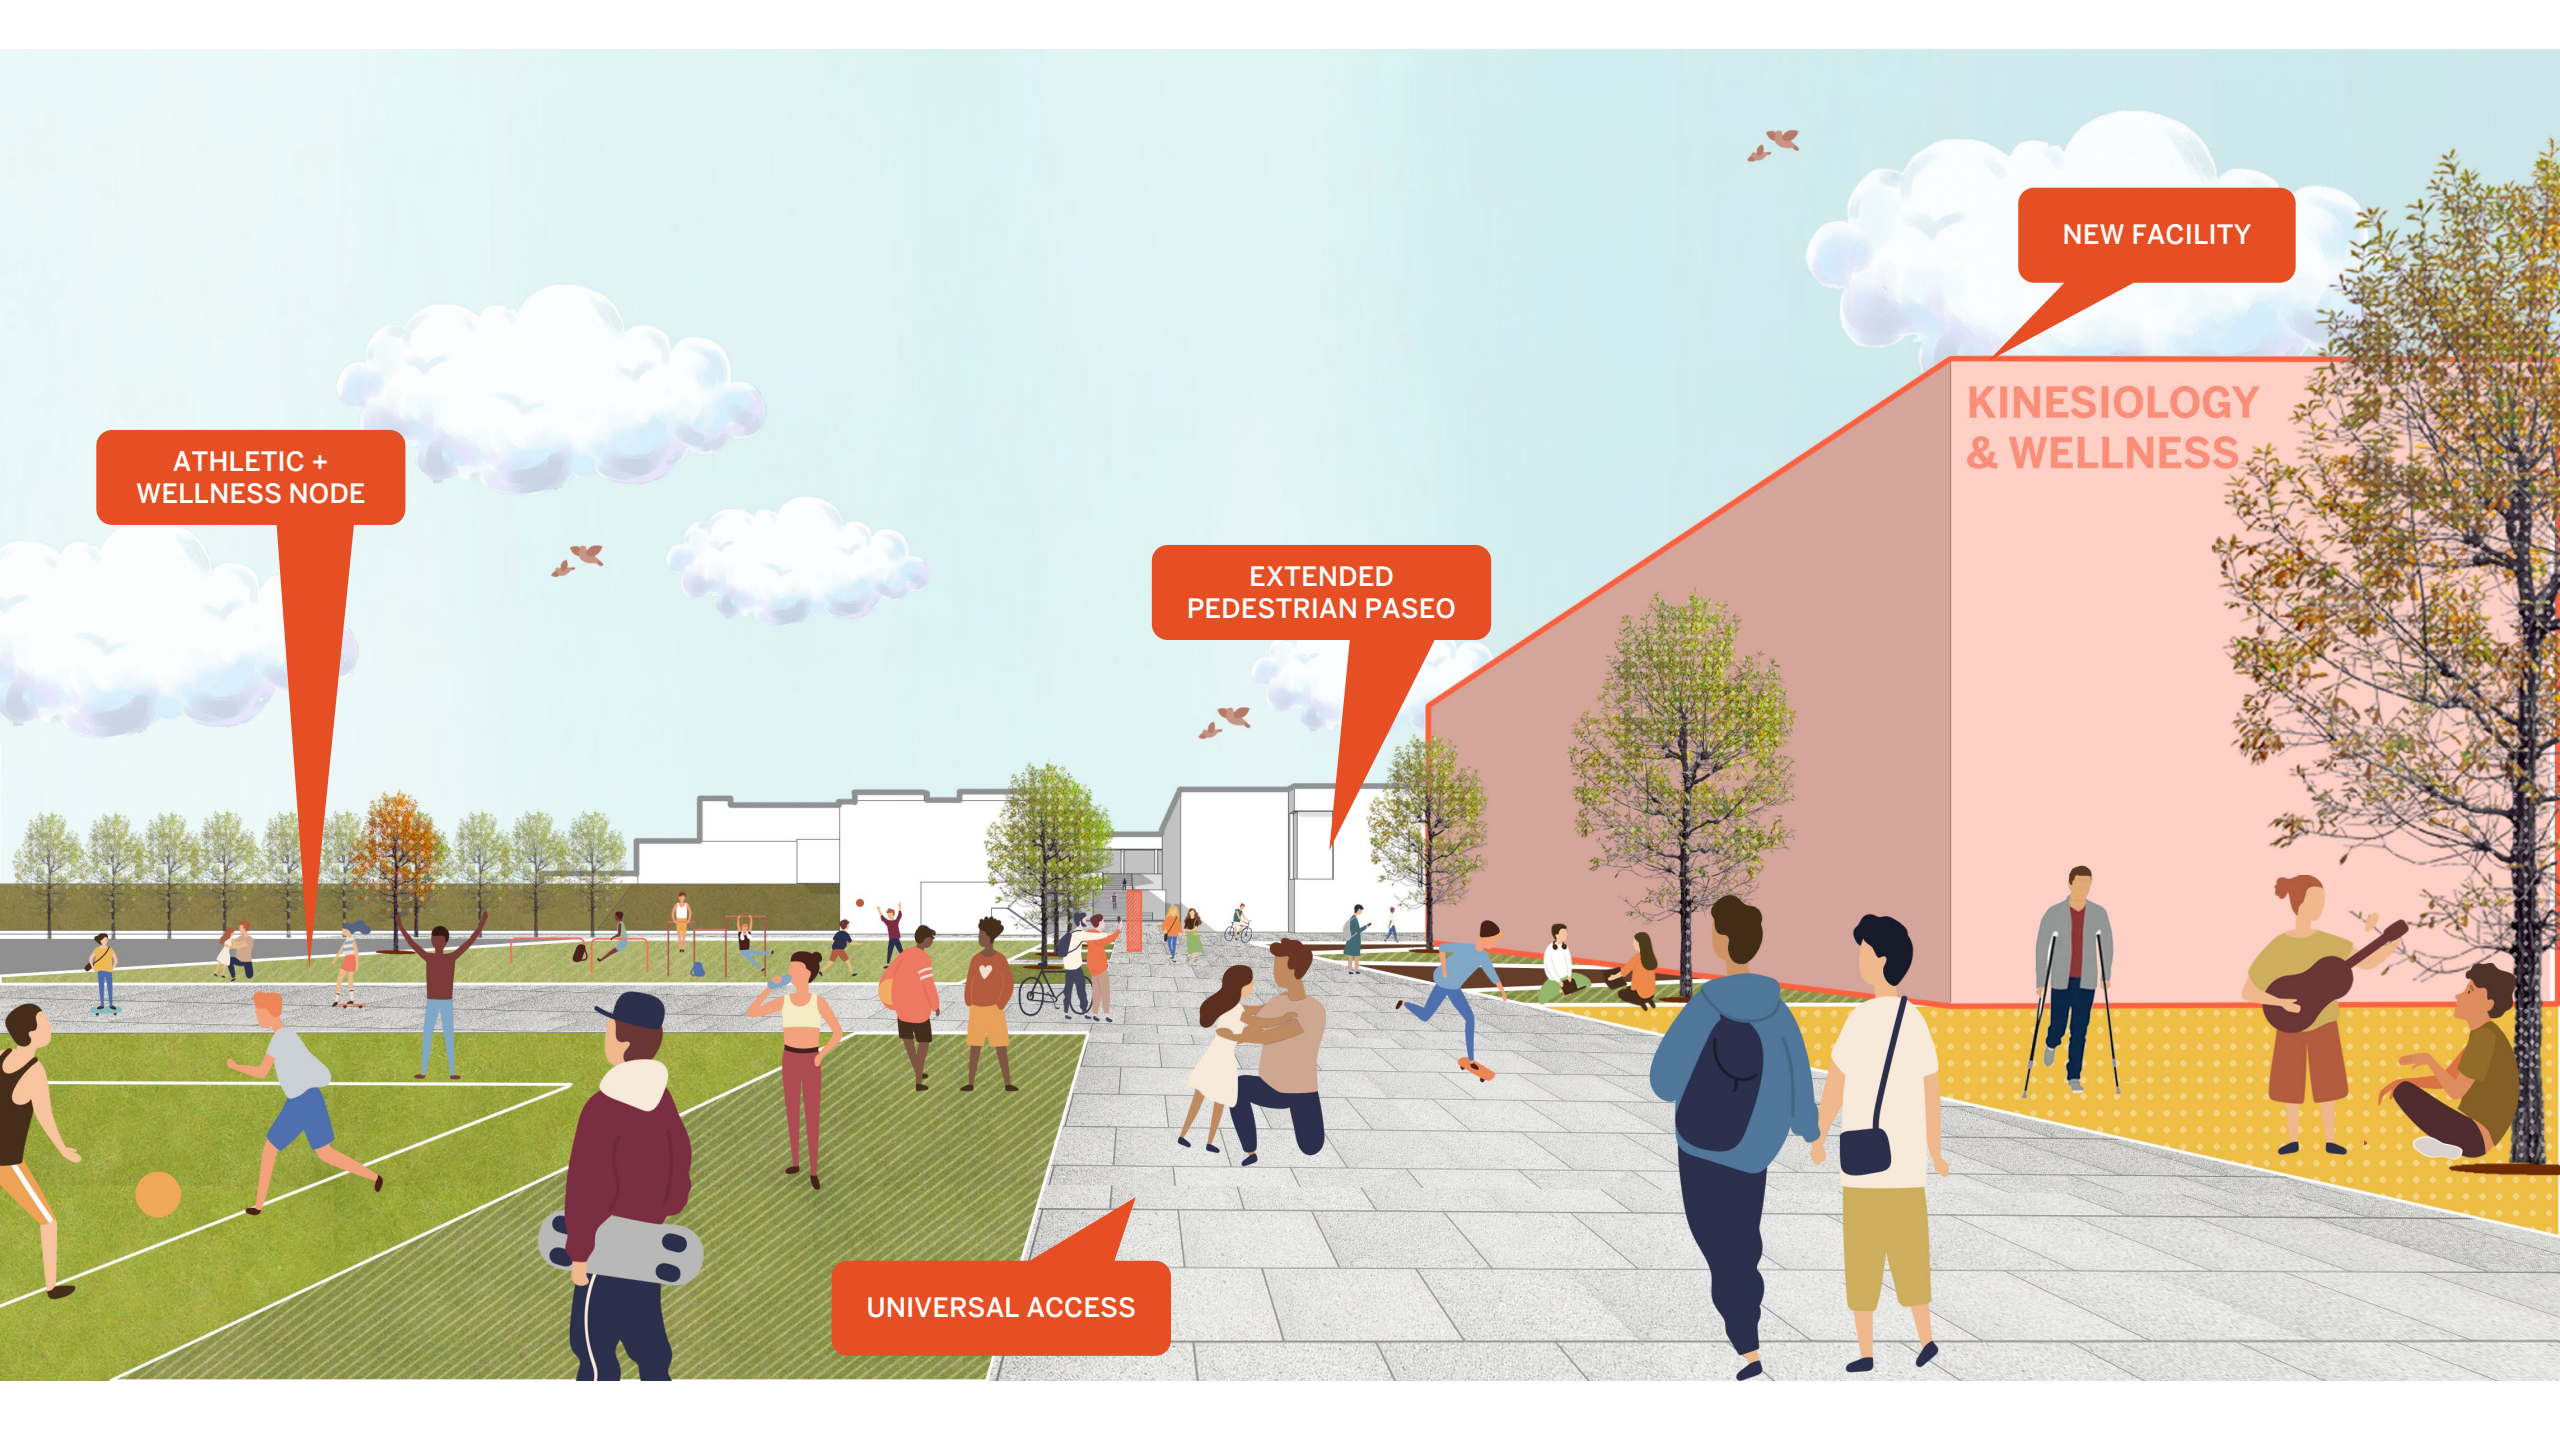 NEW FACILITY
KINESIOLOGY
& WELLNESS
ATHLETIC +
WELLNESS NODE
EXTENDED
PEDESTRIAN PASEO
UNIVERSAL ACCESS